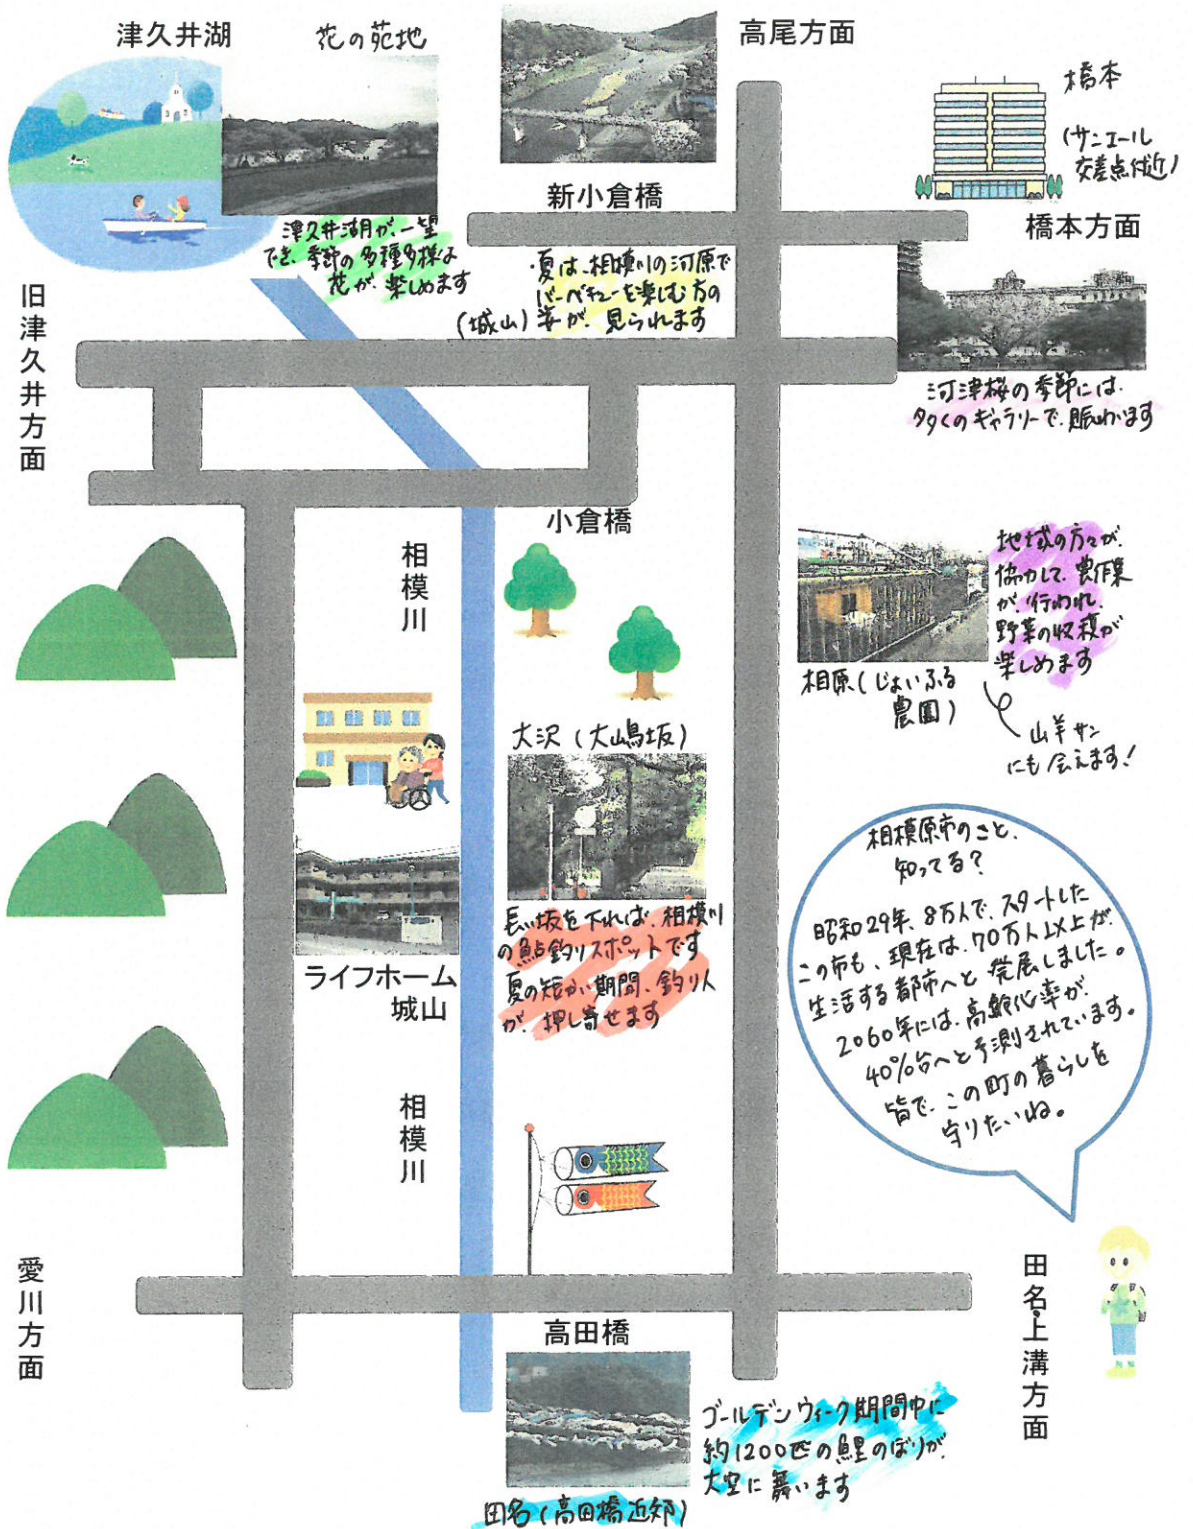 津久井湖
花の苑地
高尾方面
橋本
(サンエール
交差点付近)
新小倉橋
橋本方面
津久井湖が、一望
でき、季節の多種多様な
花が、楽しめます
・夏は、相模川の河原で
バーベキューを楽しむ方の
姿が、見られます
(城山)
旧津久井方面
河津桜の季節には、
多くのギャラリーで、賑わいます
小倉橋
相模川
地域の方々が、
協力して、農作業
が、行われ、
野菜の収穫が
楽しめます
相原(じょいふる
農園)
山羊サン
にも会えます!
大沢(大島坂)
長い坂を下れば、相模川
の鮎釣りスポットです
夏の短かい期間、釣り人
が、押し寄せます
ライフホーム
城山
相模原市のこと、
知ってる?
昭和29年、8万人で、スタートした
この市も、現在は、70万人以上が、
生活する都市へと発展しました。
2060年には、高齢化率が、
40%台へと予測されています。
皆で、この町の暮らしを
守りたいね。
相模川
愛川方面
田名・上溝方面
高田橋
ゴールデンウィーク期間中に
約1200匹の鯉のぼりが、
大空に舞います
田名(高田橋近郊)